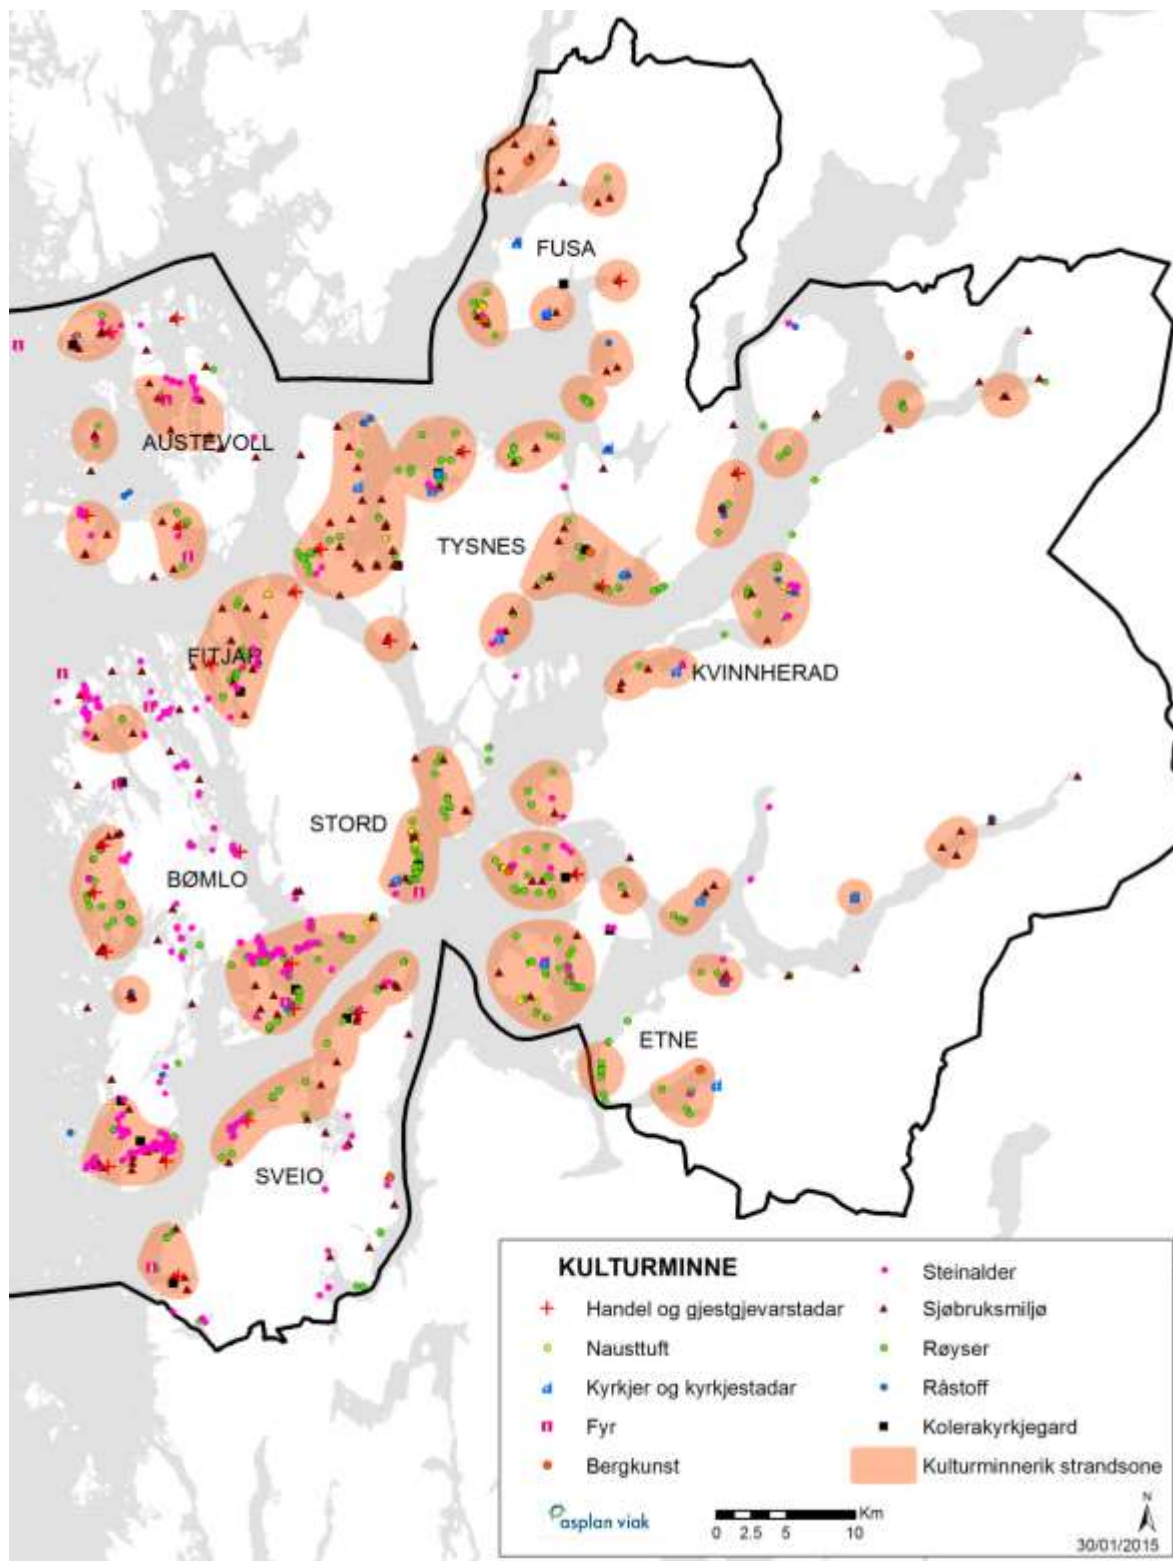 FUSA
AUSTEVOLL
TYSNES
FITJAR
KVINNHERAD
STORD
BØMLO
ETNE
SVEIO
KULTURMINNE
Handel og gjestgjevarstadar
Nausttuft
Kyrkjer og kyrkjestadar
Fyr
Bergkunst
Steinalder
Sjøbruksmiljø
Røyser
Råstoff
Kolerakyrkjegard
Kulturminnerik strandsone
asplan viak
Km
0 2.5 5 10
N
30/01/2015